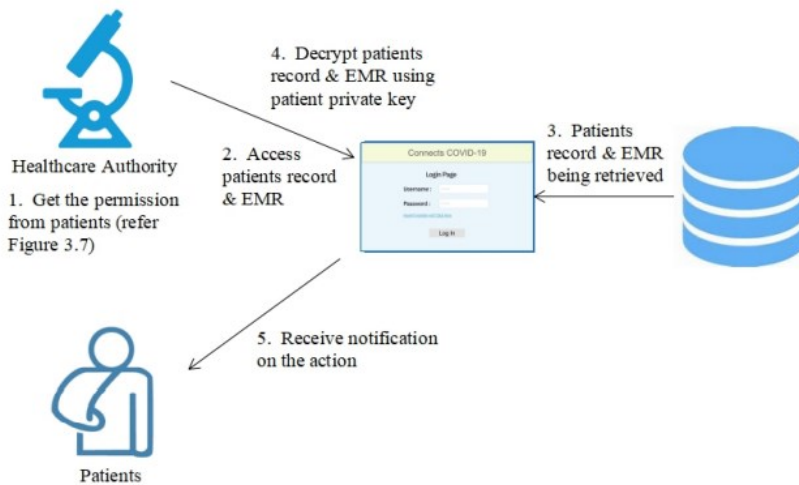 4. Decrypt patients
record & EMR using
patient private key
Healthcare Authority
1. Get the permission
from patients (refer
Figure 3.7)
2. Access
patients record
& EMR
Connects COVID-19
Login Page
Username :
Password :
Log In
3. Patients
record & EMR
being retrieved
5. Receive notification
on the action
Patients